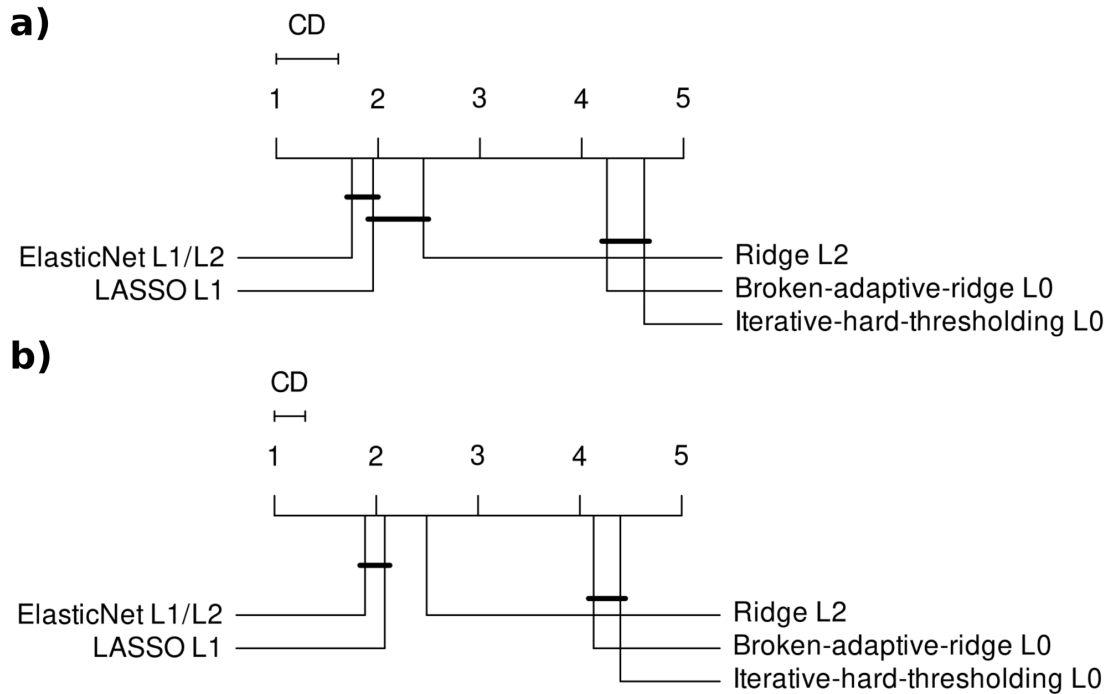 a)
CD
1 2 3 4 5
ElasticNet L1/L2
LASSO L1
Ridge L2
Broken-adaptive-ridge L0
Iterative-hard-thresholding L0
b)
CD
1 2 3 4 5
ElasticNet L1/L2
LASSO L1
Ridge L2
Broken-adaptive-ridge L0
Iterative-hard-thresholding L0